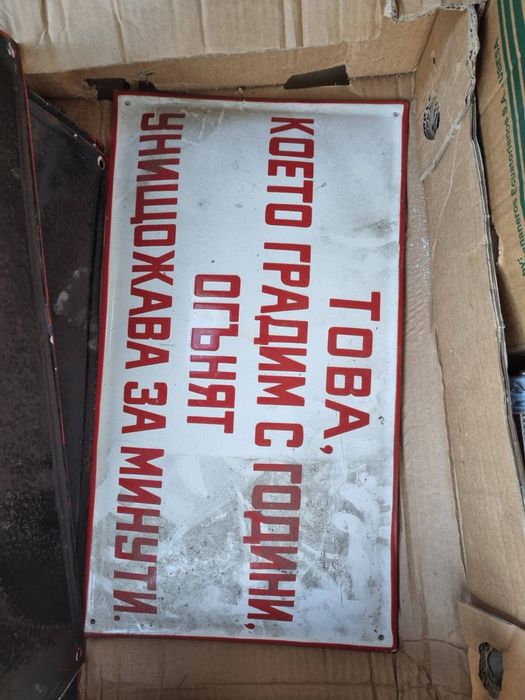 ТОВА,
КОЕТО ГРАДИМ С ГОДИНИ,
ОГЪНЯТ
УНИЩОЖАВА ЗА МИНУТИ.